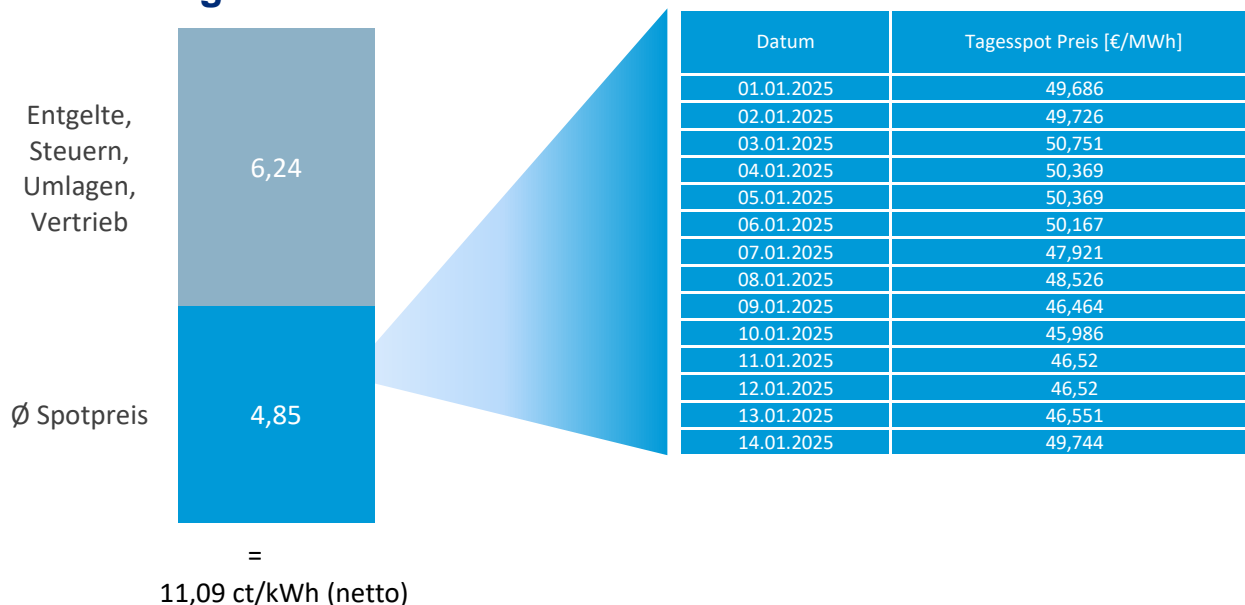 Entgelte,
Steuern,
Umlagen,
Vertrieb
6,24
Ø Spotpreis
4,85
=
11,09 ct/kWh (netto)
Datum Tagesspot Preis [€/MWh]
01.01.2025 49,686
02.01.2025 49,726
03.01.2025 50,751
04.01.2025 50,369
05.01.2025 50,369
06.01.2025 50,167
07.01.2025 47,921
08.01.2025 48,526
09.01.2025 46,464
10.01.2025 45,986
11.01.2025 46,52
12.01.2025 46,52
13.01.2025 46,551
14.01.2025 49,744